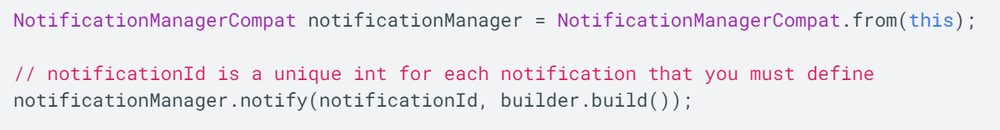 NotificationManagerCompat notificationManager = NotificationManagerCompat.from(this);
// notificationId is a unique int for each notification that you must define
notificationManager.notify(notificationId, builder.build());